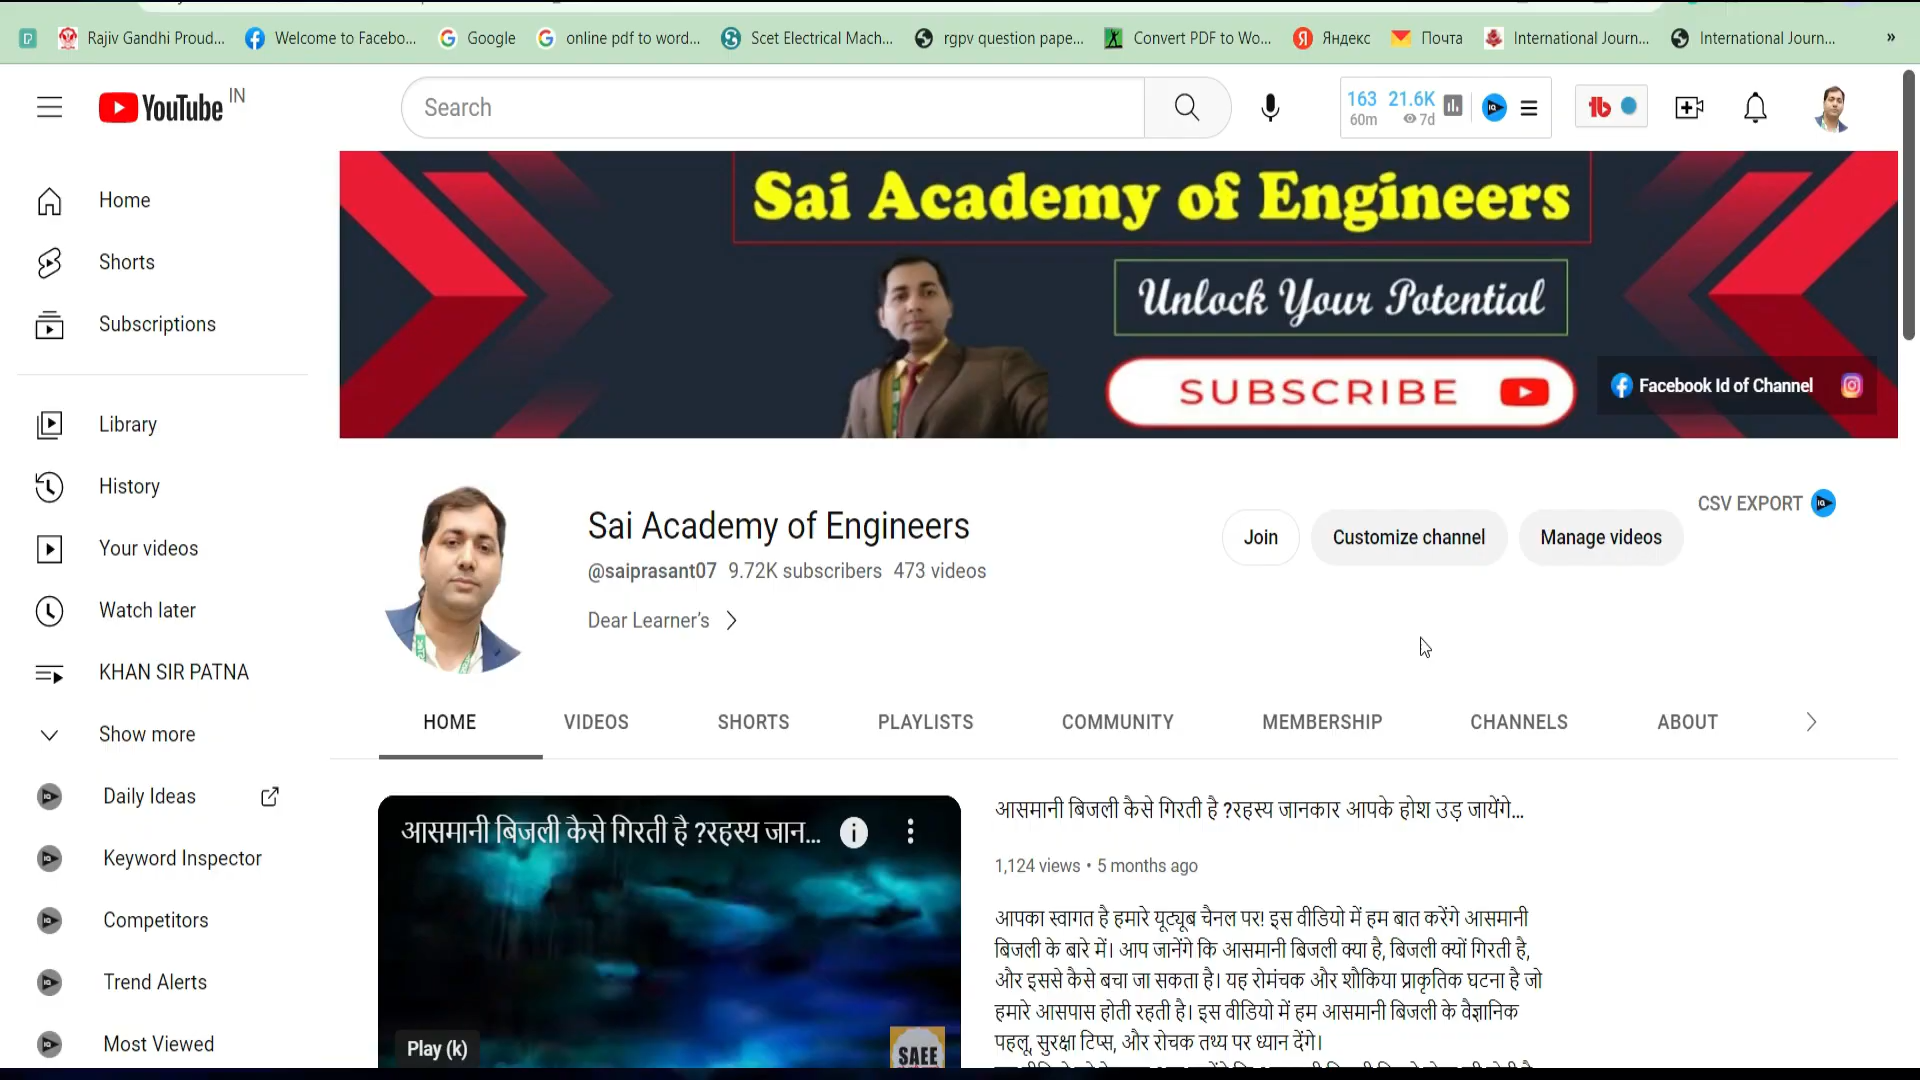 Rajiv Gandhi Proud... Welcome to Facebo... Google online pdf to word... Scet Electrical Mach... rgpv question pape... Convert PDF to Wo... Яндекс Почта International Journ... International Journ... »
YouTube IN
Search
163 21.6K
60m 7d
Home
Shorts
Subscriptions
Library
History
Your videos
Watch later
KHAN SIR PATNA
Show more
Daily Ideas
Keyword Inspector
Competitors
Trend Alerts
Most Viewed
Sai Academy of Engineers
Unlock Your Potential
SUBSCRIBE
Facebook Id of Channel
Sai Academy of Engineers
@saiprasant07 9.72K subscribers 473 videos
Dear Learner’s
Join Customize channel Manage videos
CSV EXPORT
HOME VIDEOS SHORTS PLAYLISTS COMMUNITY MEMBERSHIP CHANNELS ABOUT
आसमानी बिजली कैसे गिरती है ?रहस्य जान...
Play (k)
SAEE
आसमानी बिजली कैसे गिरती है ?रहस्य जानकार आपके होश उड़ जायेंगे...
1,124 views • 5 months ago
आपका स्वागत है हमारे यूट्यूब चैनल पर! इस वीडियो में हम बात करेंगे आसमानी
बिजली के बारे में। आप जानेंगे कि आसमानी बिजली क्या है, बिजली क्यों गिरती है,
और इससे कैसे बचा जा सकता है। यह रोमंचक और शौकिया प्राकृतिक घटना है जो
हमारे आसपास होती रहती है। इस वीडियो में हम आसमानी बिजली के वैज्ञानिक
पहलू, सुरक्षा टिप्स, और रोचक तथ्य पर ध्यान देंगे।